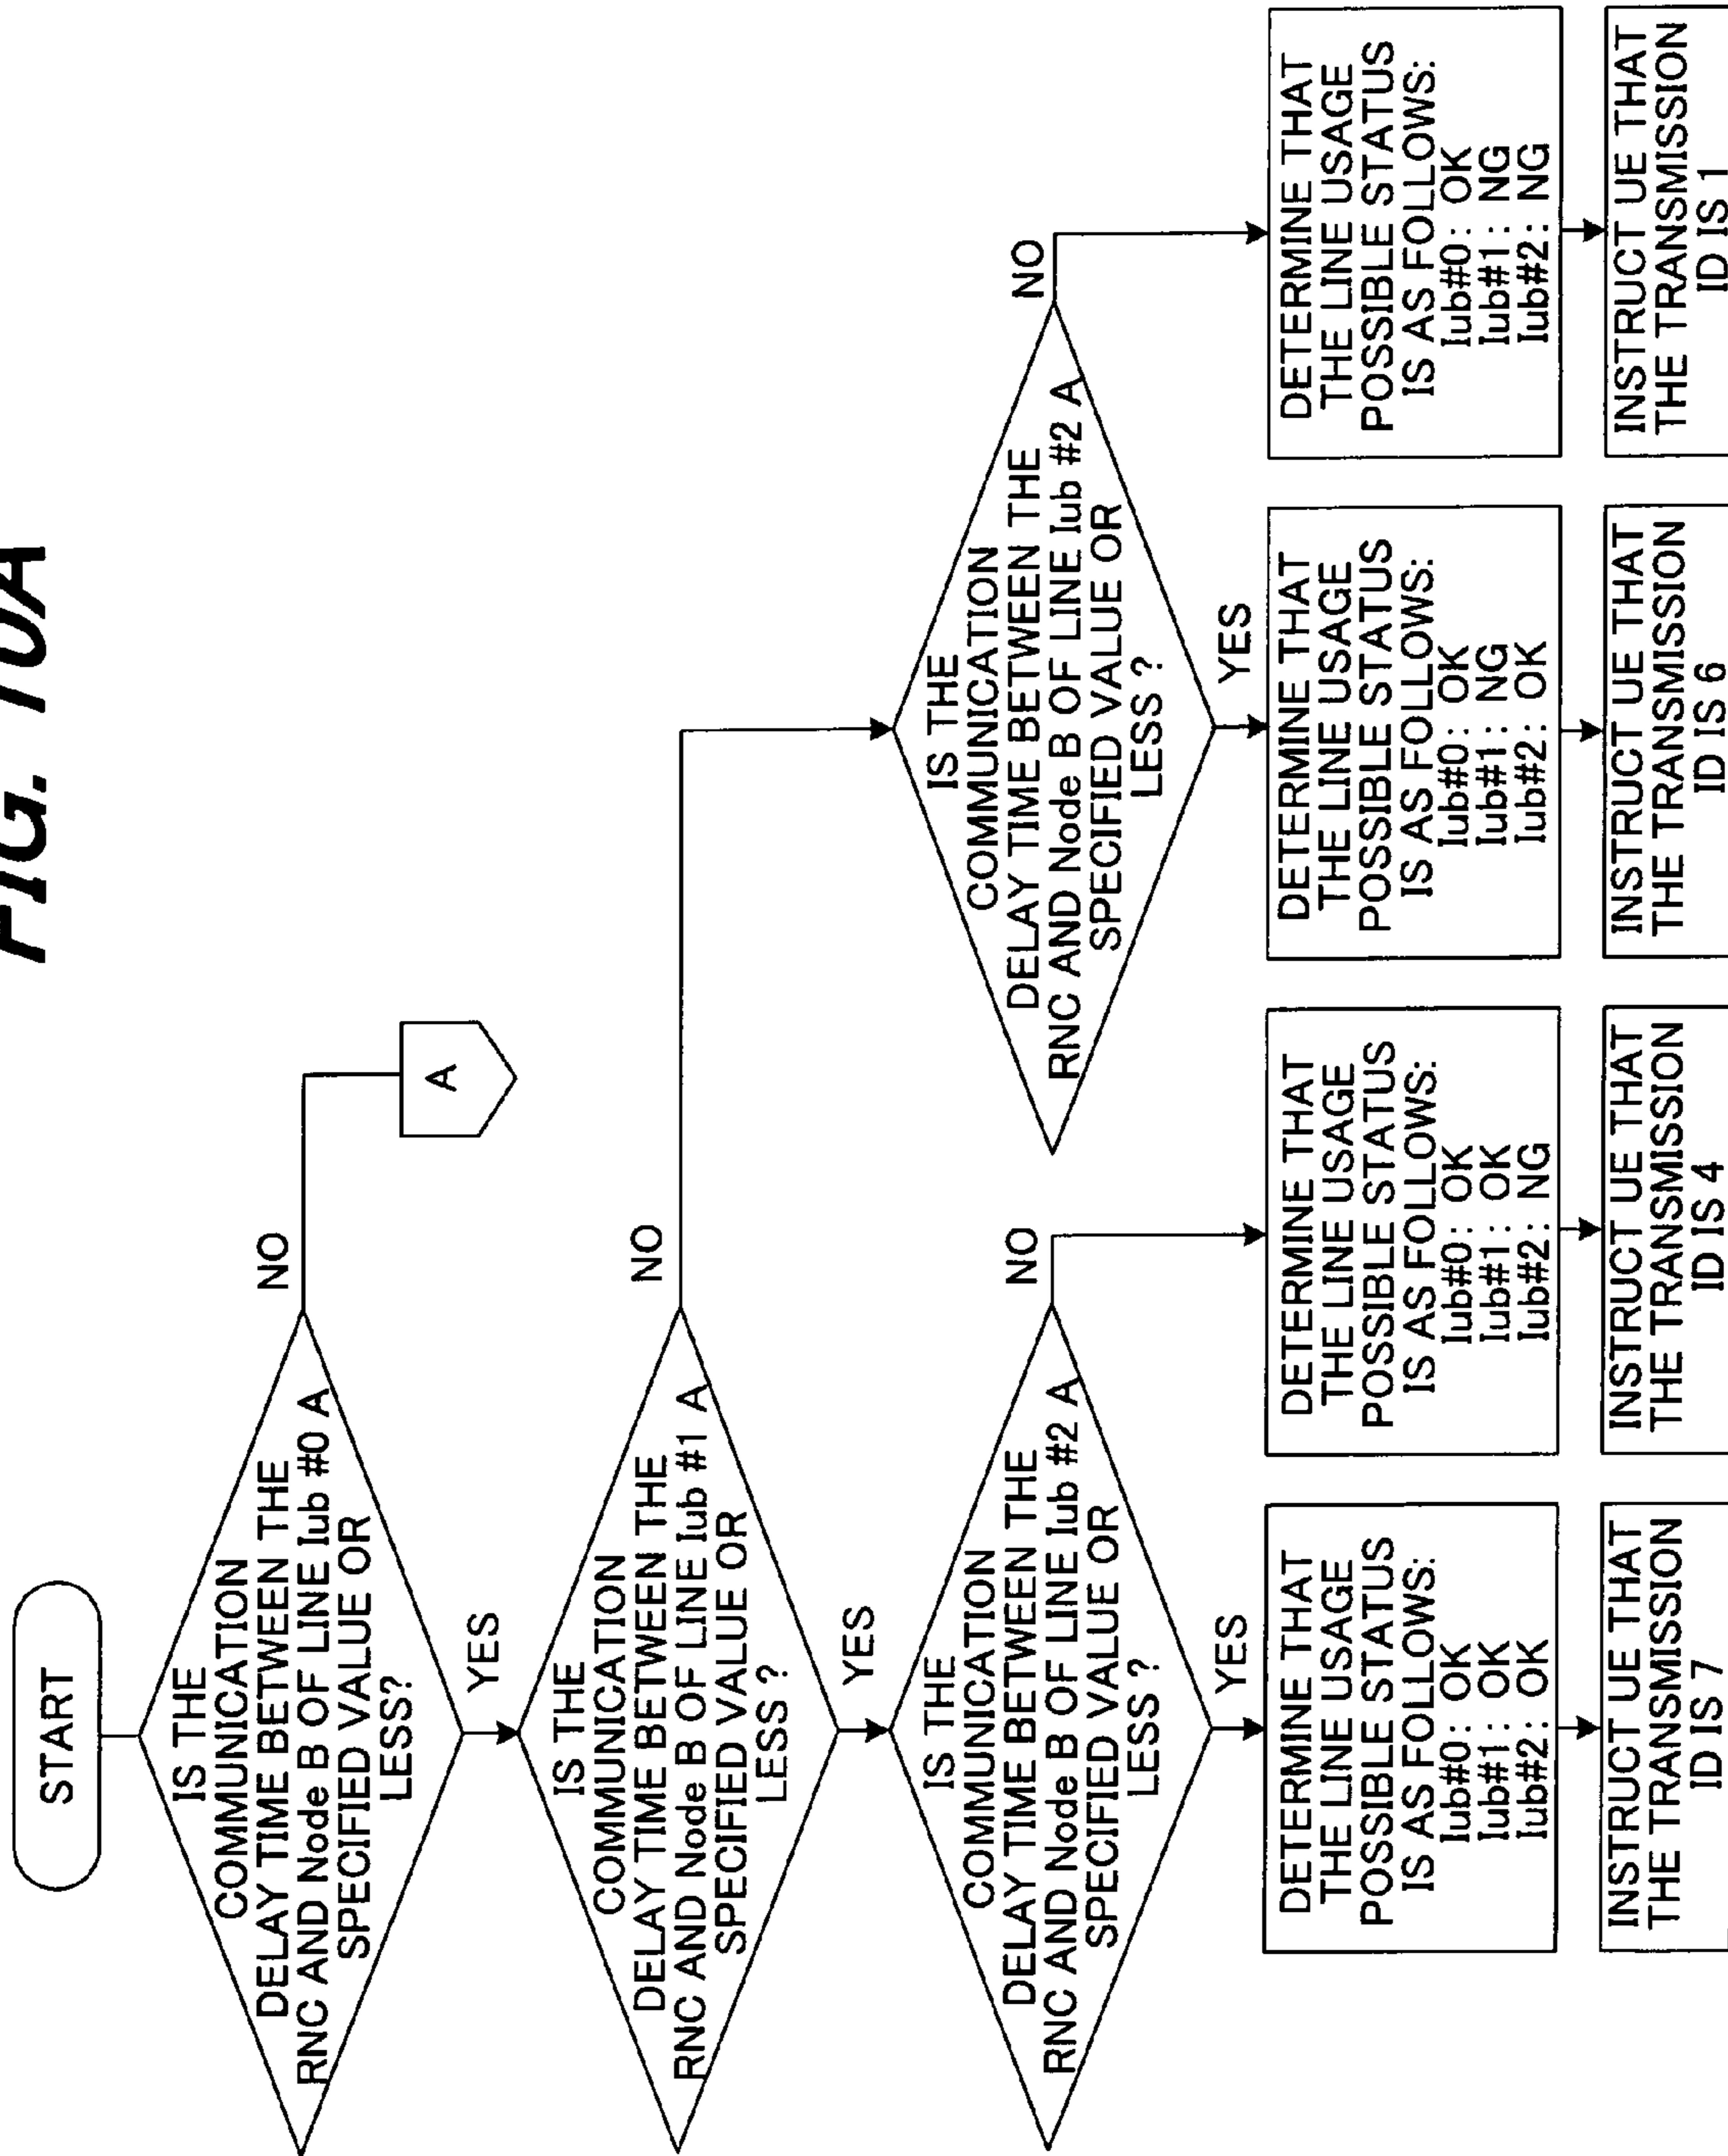 FIG. 10A
START
IS THE
COMMUNICATION
DELAY TIME BETWEEN THE
RNC AND Node B OF LINE Iub #0 A
SPECIFIED VALUE OR
LESS?
NO
A
YES
IS THE
COMMUNICATION
DELAY TIME BETWEEN THE
RNC AND Node B OF LINE Iub #1 A
SPECIFIED VALUE OR
LESS ?
NO
YES
IS THE
COMMUNICATION
DELAY TIME BETWEEN THE
RNC AND Node B OF LINE Iub #2 A
SPECIFIED VALUE OR
LESS ?
NO
YES
IS THE
COMMUNICATION
DELAY TIME BETWEEN THE
RNC AND Node B OF LINE Iub #2 A
SPECIFIED VALUE OR
LESS ?
NO
YES
DETERMINE THAT
THE LINE USAGE
POSSIBLE STATUS
IS AS FOLLOWS:
Iub#0: OK
Iub#1: OK
Iub#2: OK
DETERMINE THAT
THE LINE USAGE
POSSIBLE STATUS
IS AS FOLLOWS:
Iub#0: OK
Iub#1: OK
Iub#2: NG
DETERMINE THAT
THE LINE USAGE
POSSIBLE STATUS
IS AS FOLLOWS:
Iub#0: OK
Iub#1: NG
Iub#2: OK
DETERMINE THAT
THE LINE USAGE
POSSIBLE STATUS
IS AS FOLLOWS:
Iub#0: OK
Iub#1: NG
Iub#2: NG
INSTRUCT UE THAT
THE TRANSMISSION
ID IS 7
INSTRUCT UE THAT
THE TRANSMISSION
ID IS 4
INSTRUCT UE THAT
THE TRANSMISSION
ID IS 6
INSTRUCT UE THAT
THE TRANSMISSION
ID IS 1